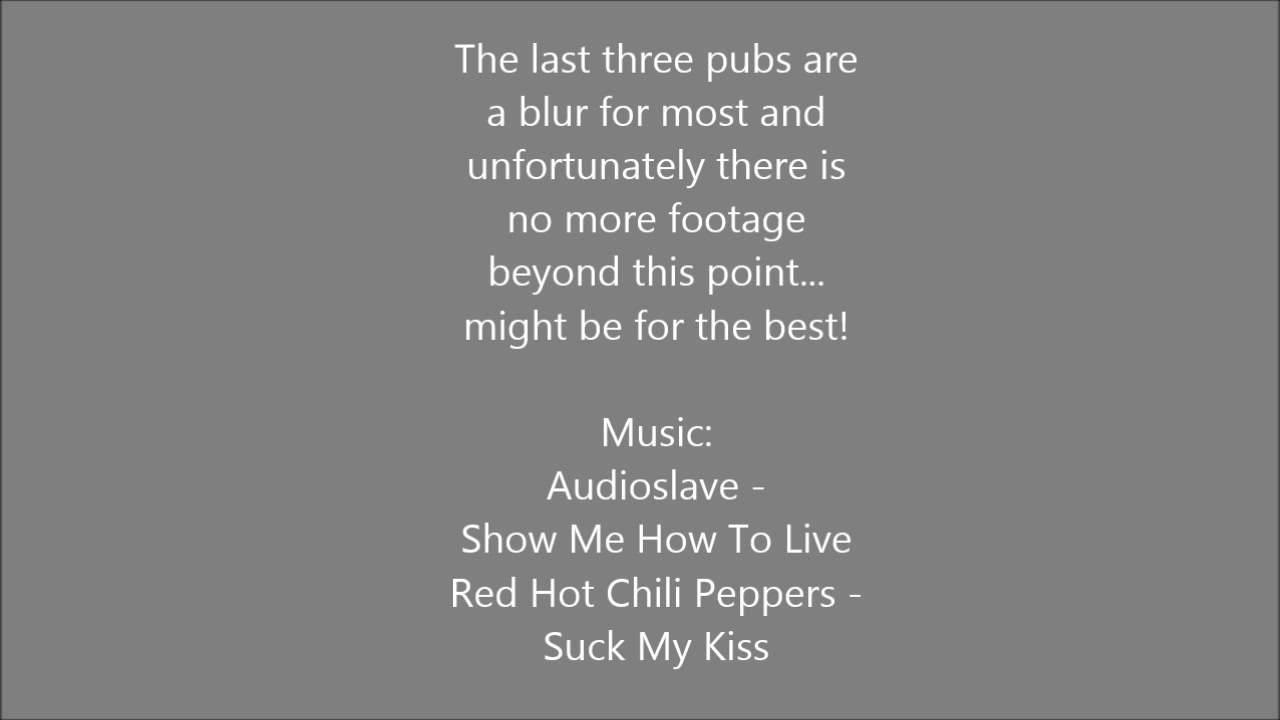 The last three pubs are
a blur for most and
unfortunately there is
no more footage
beyond this point...
might be for the best!
Music:
Audioslave -
Show Me How To Live
Red Hot Chili Peppers -
Suck My Kiss